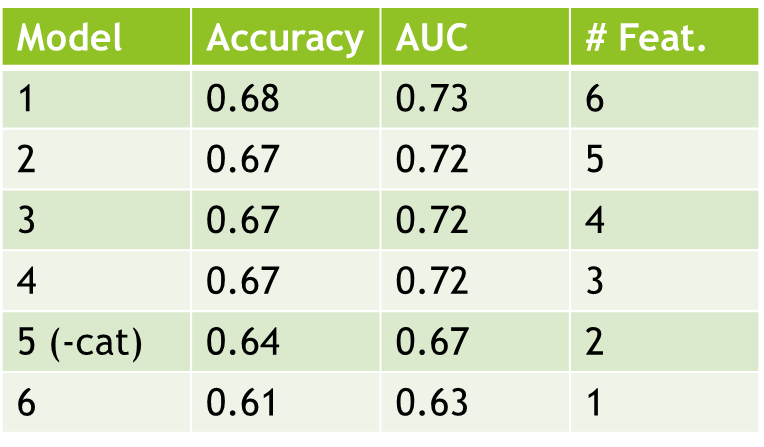 Model Accuracy AUC # Feat.
1 0.68 0.73 6
2 0.67 0.72 5
3 0.67 0.72 4
4 0.67 0.72 3
5 (-cat) 0.64 0.67 2
6 0.61 0.63 1